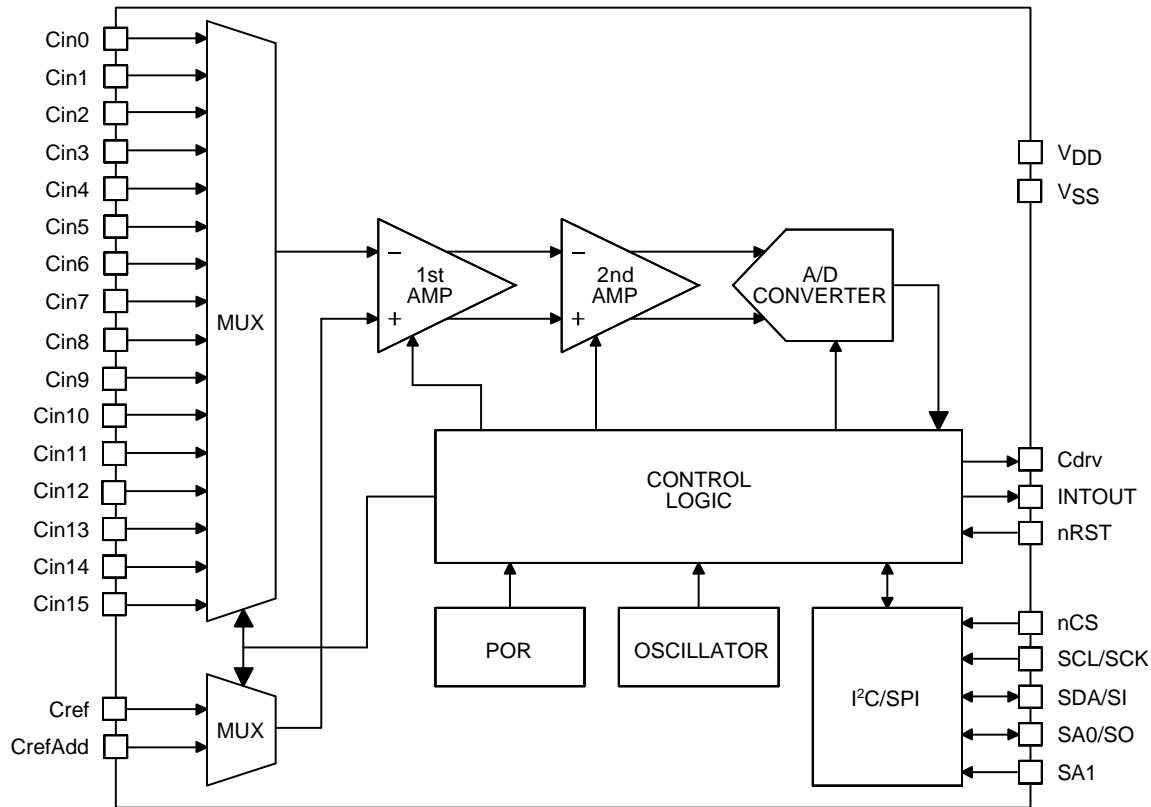 Cin0
Cin1
Cin2
Cin3
Cin4
Cin5
Cin6
Cin7
Cin8
Cin9
Cin10
Cin11
Cin12
Cin13
Cin14
Cin15
Cref
CrefAdd
MUX
MUX
−
1st
AMP
+
−
2nd
AMP
+
A/D
CONVERTER
CONTROL
LOGIC
POR
OSCILLATOR
I²C/SPI
VDD
VSS
Cdrv
INTOUT
nRST
nCS
SCL/SCK
SDA/SI
SA0/SO
SA1